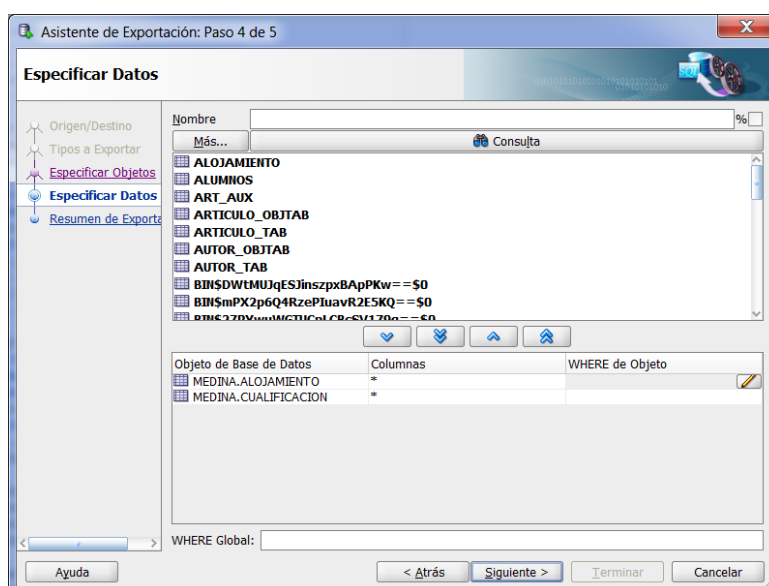 Asistente de Exportación: Paso 4 de 5
Especificar Datos
Origen/Destino
Tipos a Exportar
Especificar Objetos
Especificar Datos
Resumen de Exporta
Nombre
%
Más...
Consulta
ALOJAMIENTO
ALUMNOS
ART_AUX
ARTICULO_OBJTAB
ARTICULO_TAB
AUTOR_OBJTAB
AUTOR_TAB
BIN$DWtMUJqESJinszpxBApPKw==$0
BIN$mPX2p6Q4RzePIuavR2E5KQ==$0
Objeto de Base de Datos Columnas WHERE de Objeto
MEDINA.ALOJAMIENTO *
MEDINA.CUALIFICACION *
WHERE Global:
Ayuda
< Atrás
Siguiente >
Terminar
Cancelar